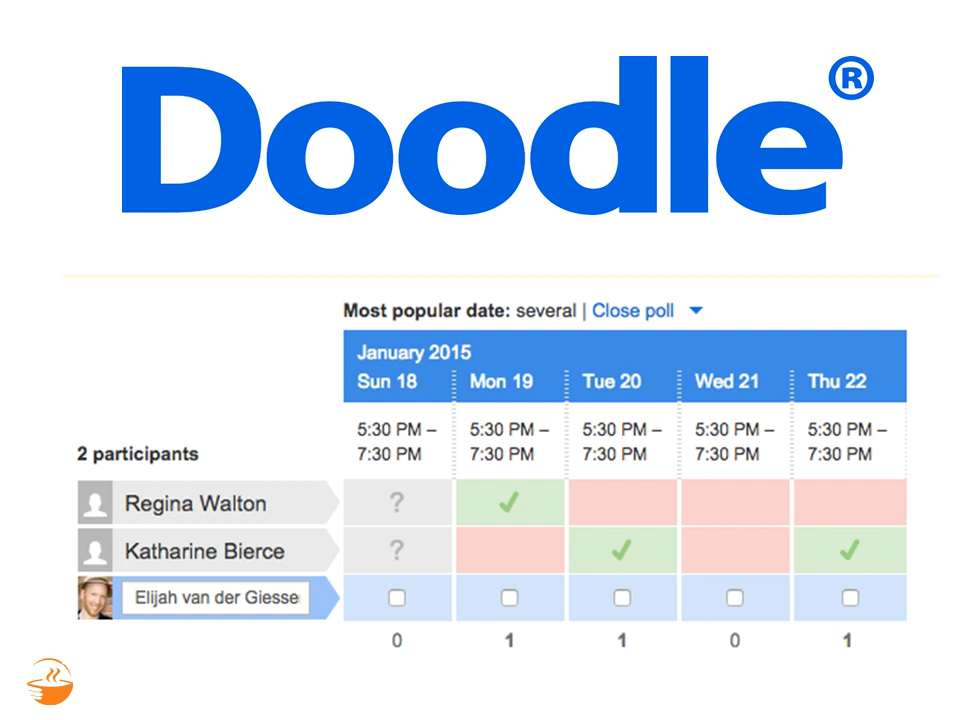 Doodle®
Most popular date: several | Close poll
January 2015
Sun 18 Mon 19 Tue 20 Wed 21 Thu 22
5:30 PM – 5:30 PM – 5:30 PM – 5:30 PM – 5:30 PM –
7:30 PM 7:30 PM 7:30 PM 7:30 PM 7:30 PM
2 participants
Regina Walton ?
Katharine Bierce ?
Elijah van der Giesse
0 1 1 0 1